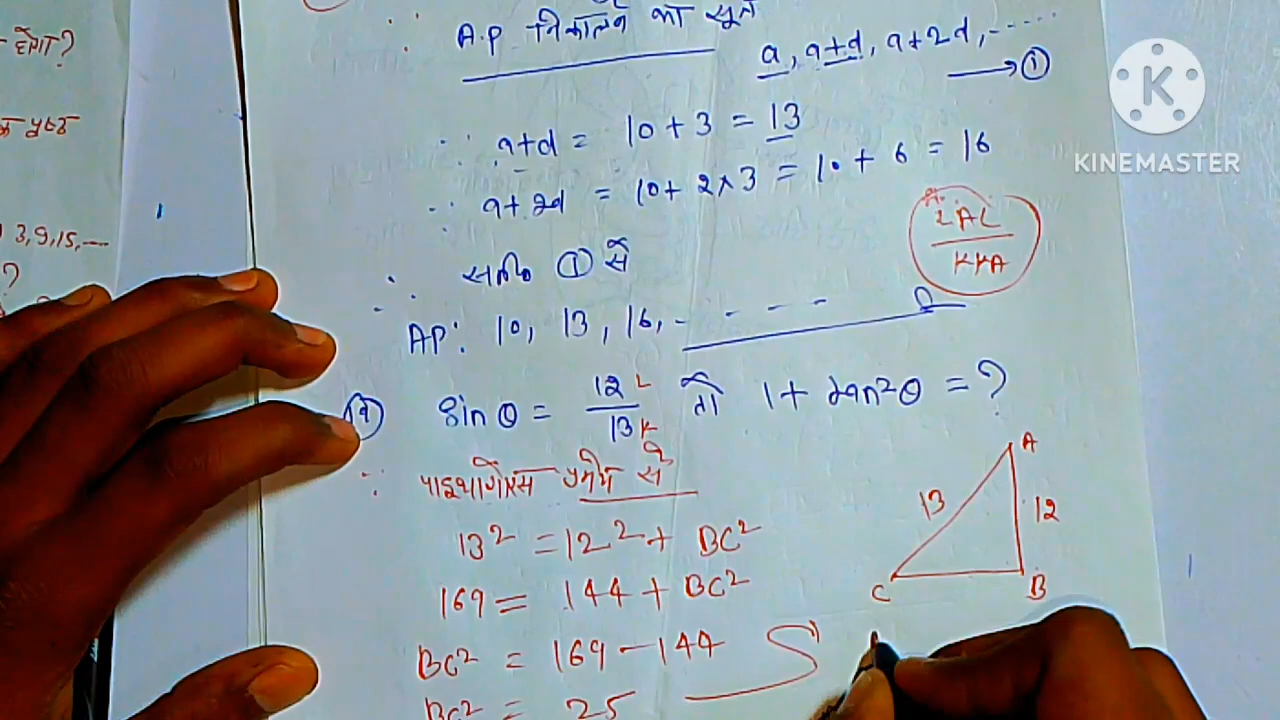 ∵ A.P निकालने का सूत्र
a, a+d, a+2d, ..... → ①
∵ a+d = 10 + 3 = 13
∵ a+2d = 10 + 2×3 = 10 + 6 = 16
∴ समी० ① से
AP: 10, 13, 16, - - - - -
sin θ = 12 L / 13 K तो 1 + tan²θ = ?
∵ पाइथागोरस प्रमेय से
13² = 12² + BC²
169 = 144 + BC²
BC² = 169 - 144
BC² = 25
A
13
12
C
B
KKA
K
KINEMASTER
3, 9, 15, ....
?